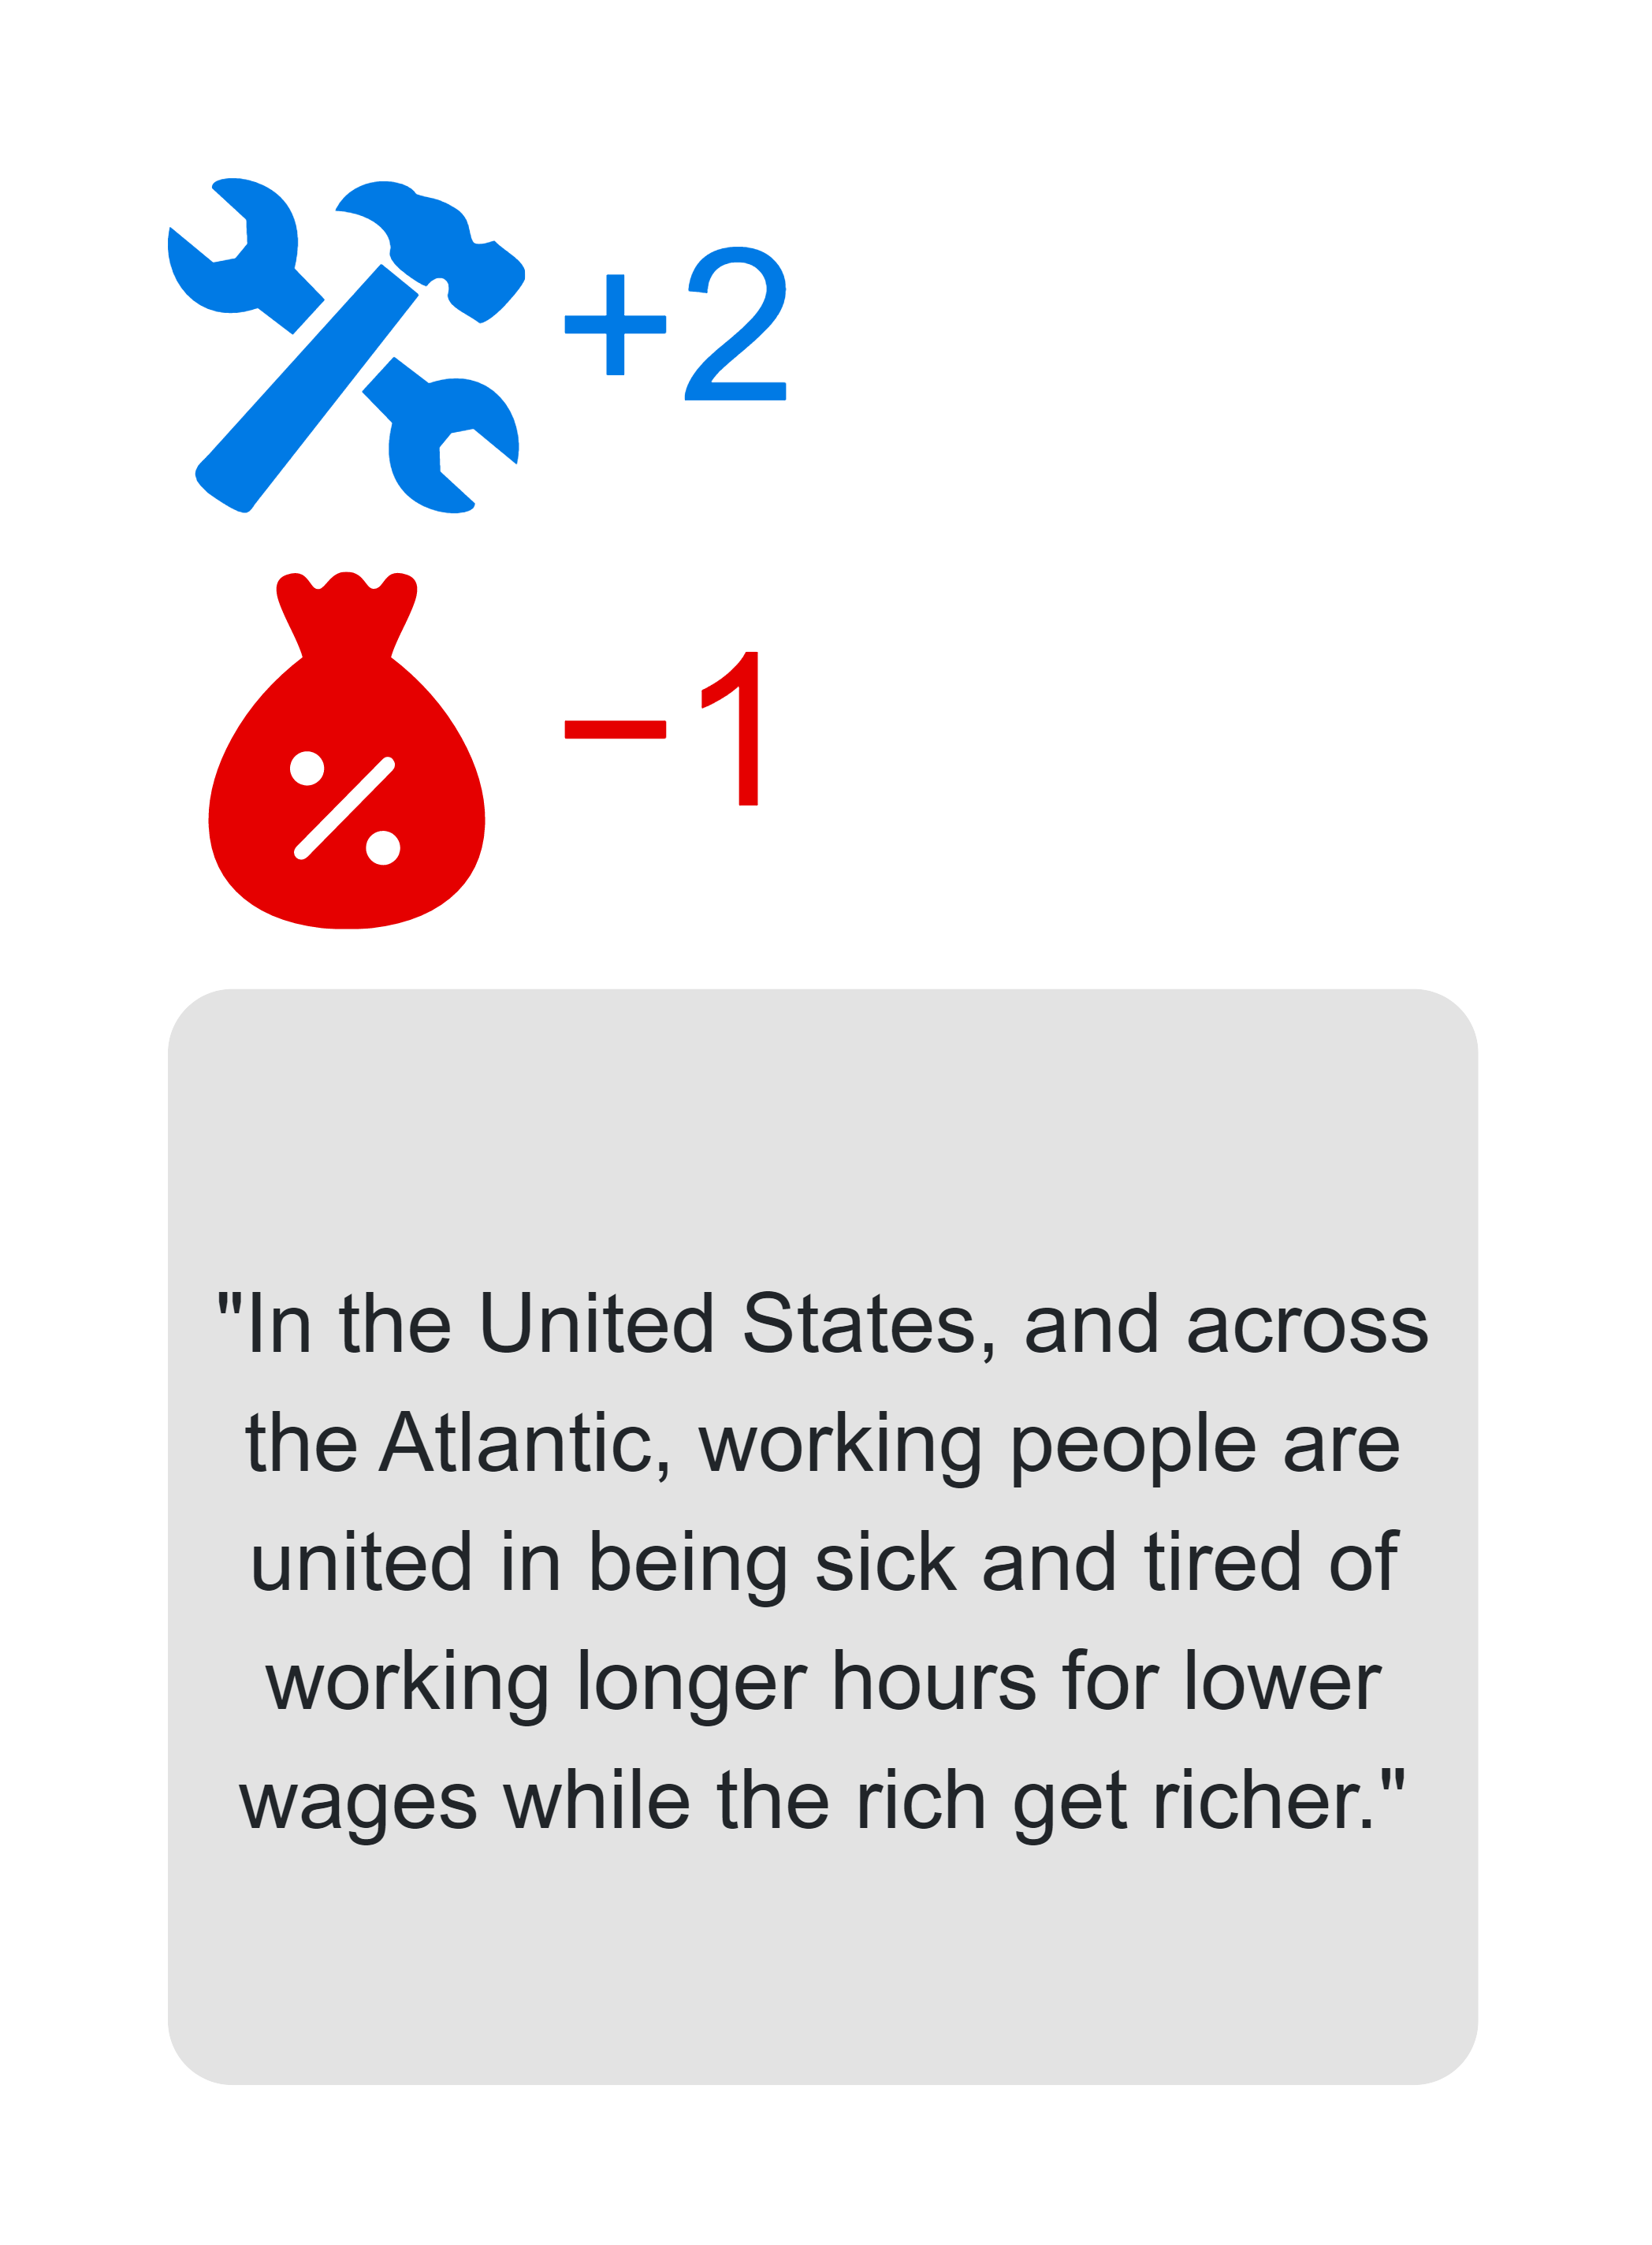 +2
−1
"In the United States, and across
the Atlantic, working people are
united in being sick and tired of
working longer hours for lower
wages while the rich get richer."